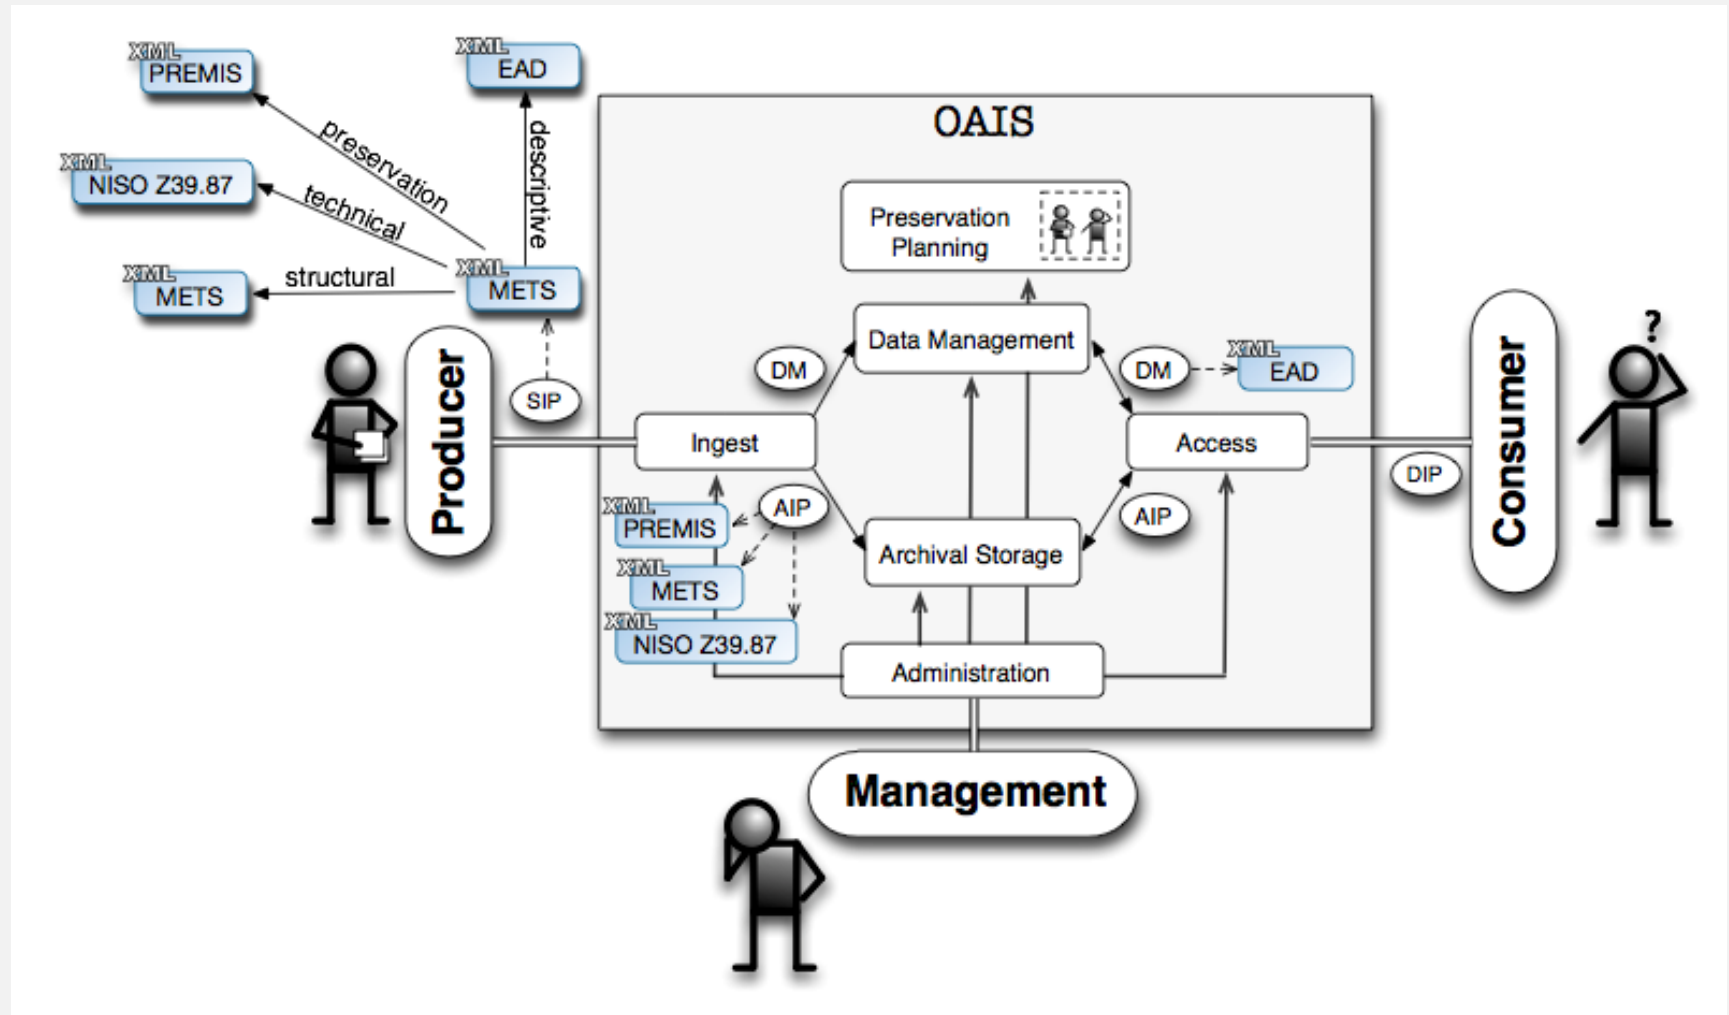 XML
PREMIS
XML
EAD
preservation
descriptive
XML
NISO Z39.87
technical
XML
METS
structural
XML
METS
SIP
Producer
OAIS
Preservation
Planning
Data Management
DM
DM
XML
EAD
Ingest
Access
AIP
XML
PREMIS
XML
METS
XML
NISO Z39.87
Archival Storage
AIP
Administration
DIP
Consumer
?
Management